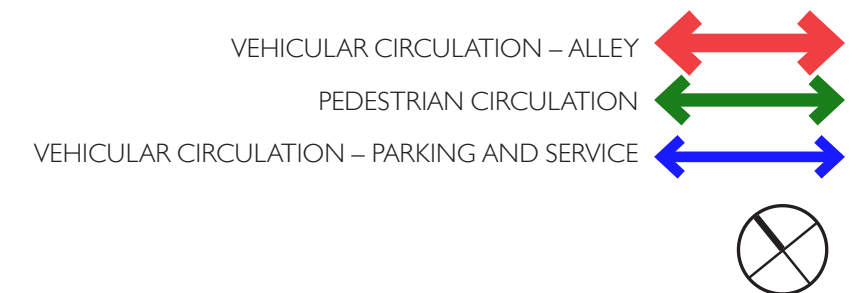 VEHICULAR CIRCULATION – ALLEY
PEDESTRIAN CIRCULATION
VEHICULAR CIRCULATION – PARKING AND SERVICE